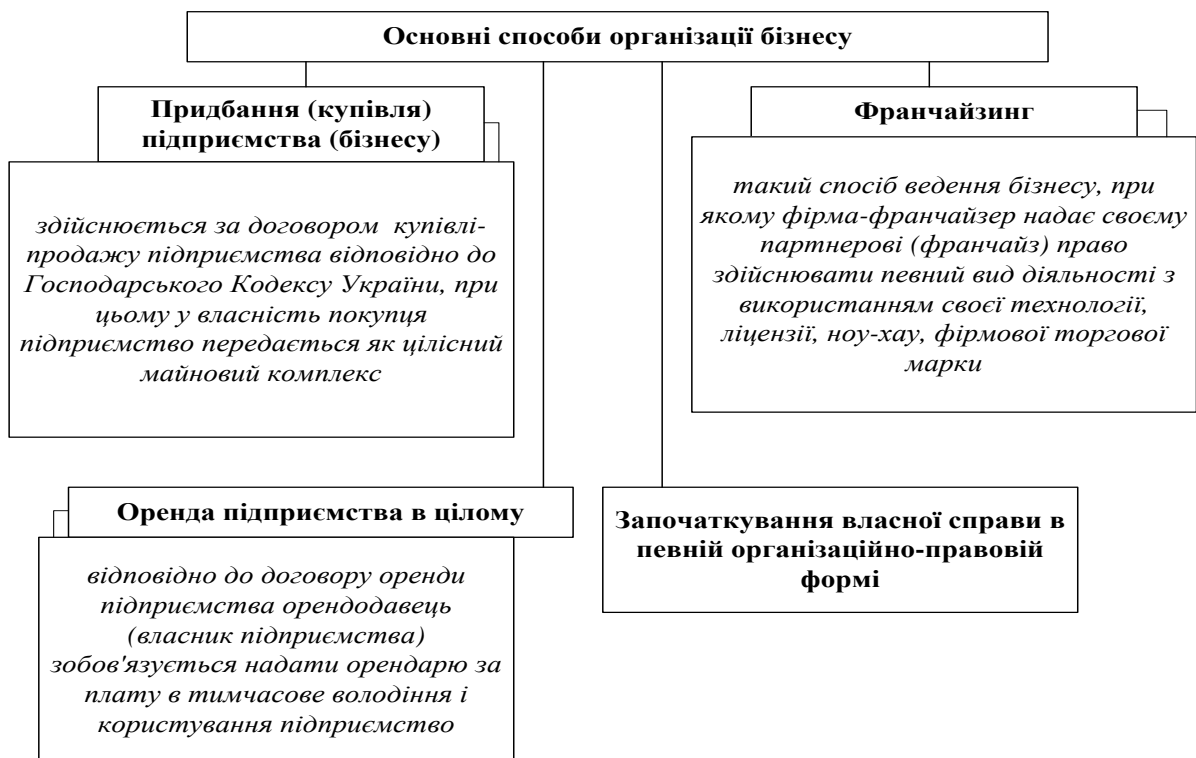 Основні способи організації бізнесу
Придбання (купівля)
підприємства (бізнесу)
здійснюється за договором купівлі-
продажу підприємства відповідно до
Господарського Кодексу України, при
цьому у власність покупця
підприємство передається як цілісний
майновий комплекс
Франчайзинг
такий спосіб ведення бізнесу, при
якому фірма-франчайзер надає своєму
партнерові (франчайз) право
здійснювати певний вид діяльності з
використанням своєї технології,
ліцензії, ноу-хау, фірмової торгової
марки
Оренда підприємства в цілому
відповідно до договору оренди
підприємства орендодавець
(власник підприємства)
зобов'язується надати орендарю за
плату в тимчасове володіння і
користування підприємство
Започаткування власної справи в
певній організаційно-правовій
формі